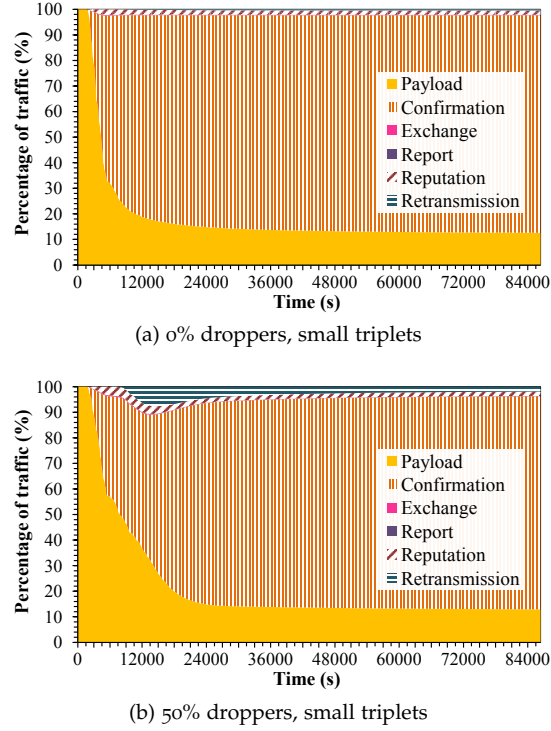 100
90
80
70
60
50
40
30
20
10
0
Percentage of traffic (%)
Payload
Confirmation
Exchange
Report
Reputation
Retransmission
0 12000 24000 36000 48000 60000 72000 84000
Time (s)
(a) 0% droppers, small triplets
100
90
80
70
60
50
40
30
20
10
0
Percentage of traffic (%)
Payload
Confirmation
Exchange
Report
Reputation
Retransmission
0 12000 24000 36000 48000 60000 72000 84000
Time (s)
(b) 50% droppers, small triplets